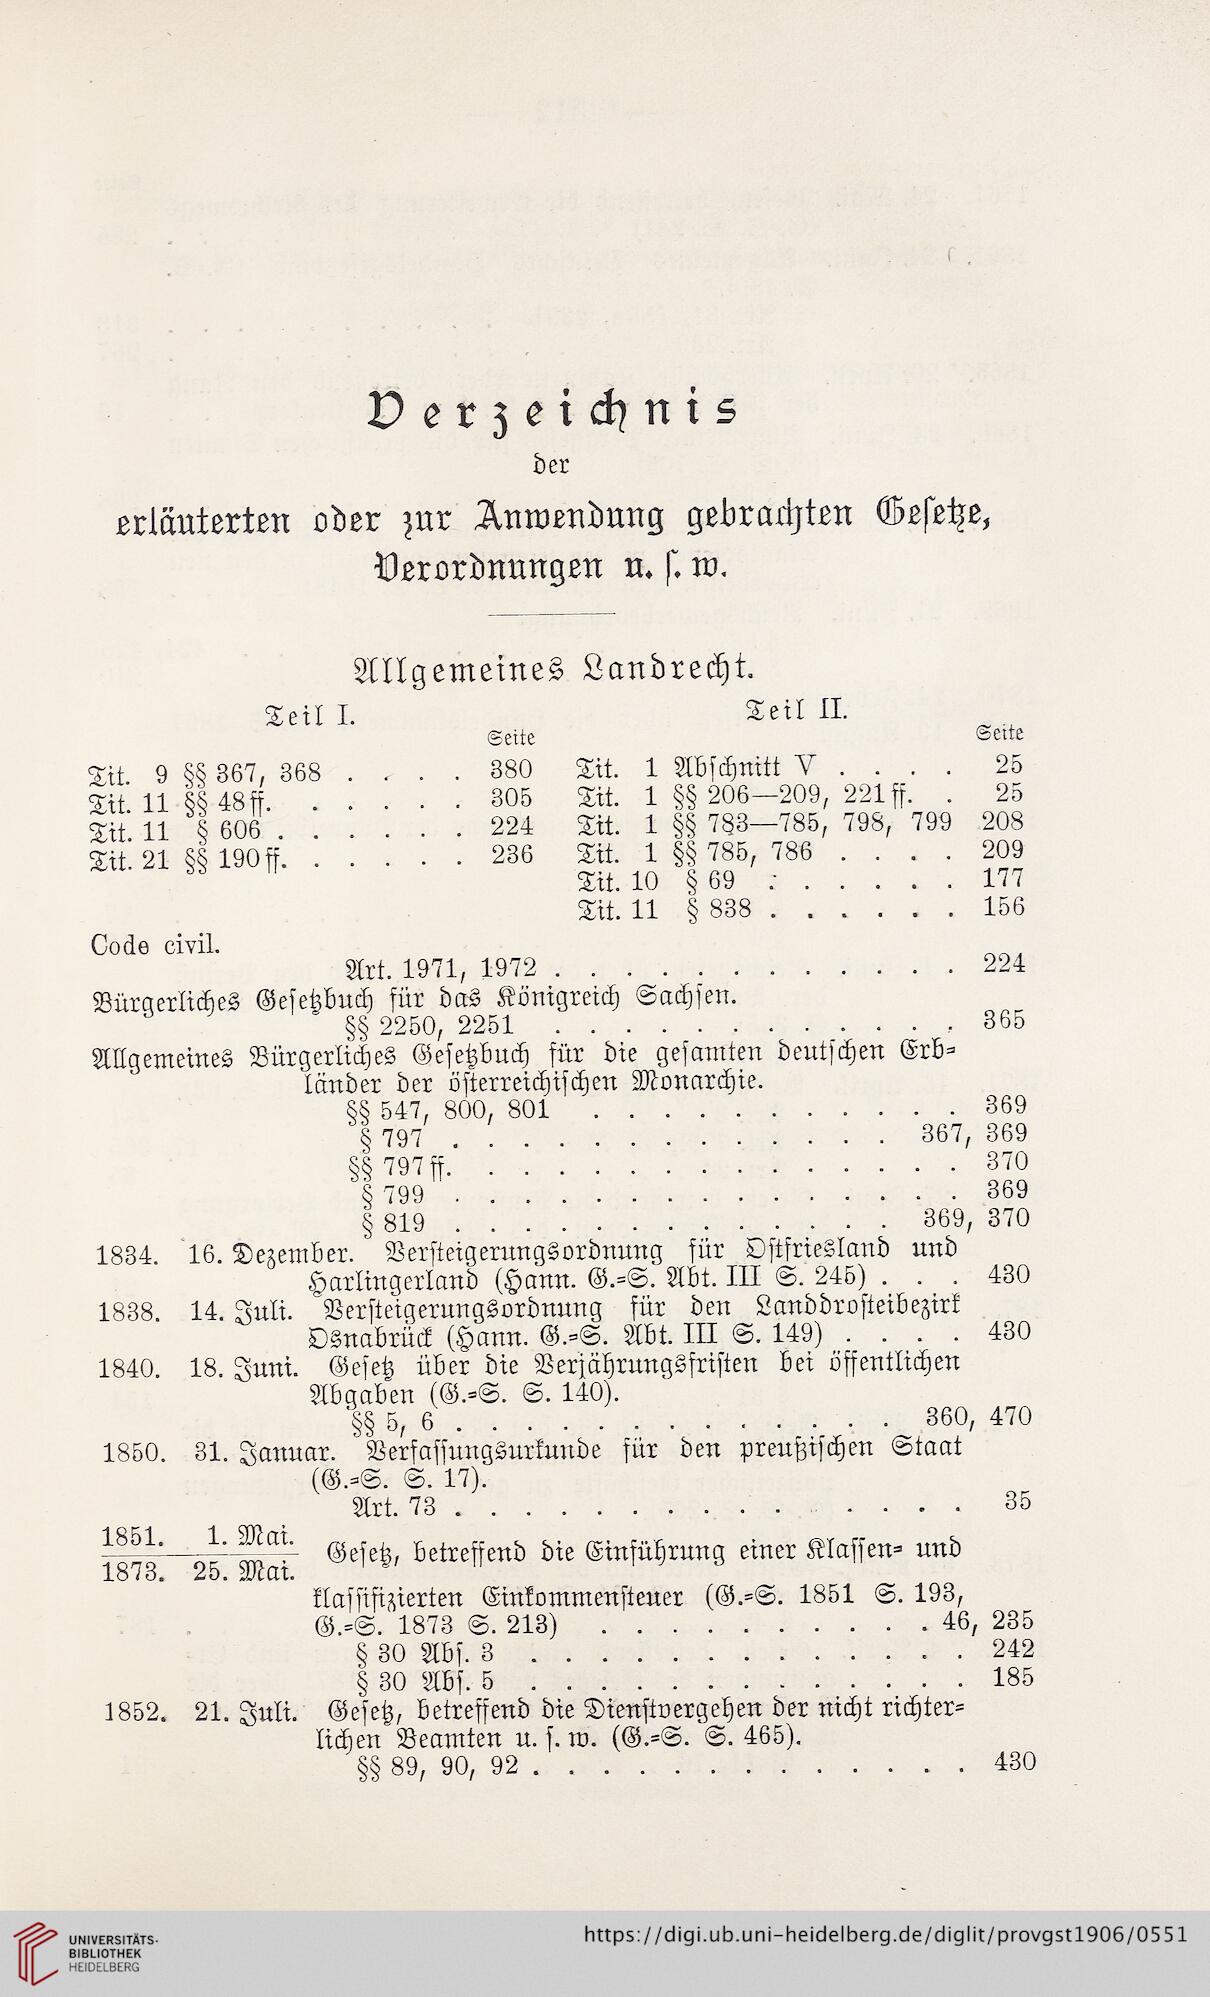 Verzeichnis
der
erläuterten oder zur Anwendung gebrachten Gesetze,
Verordnungen u. s. w.
Allgemeines Landrecht.
Teil I.
Seite
Tit. 9 §§ 367, 368 . . . . 380
Tit. 11 §§ 48 ff. . . . . . 305
Tit. 11 § 606 . . . . . . 224
Tit. 21 §§ 190 ff. . . . . . 236
Teil II.
Seite
Tit. 1 Abschnitt V . . . . 25
Tit. 1 §§ 206—209, 221 ff. . 25
Tit. 1 §§ 783—785, 798, 799 208
Tit. 1 §§ 785, 786 . . . . 209
Tit. 10 § 69 . . . . . . 177
Tit. 11 § 838 . . . . . . 156
Code civil.
Art. 1971, 1972 . . . . . . . . . . . . 224
Bürgerliches Gesetzbuch für das Königreich Sachsen.
§§ 2250, 2251 . . . . . . . . . . . . 365
Allgemeines Bürgerliches Gesetzbuch für die gesamten deutschen Erb-
länder der österreichischen Monarchie.
§§ 547, 800, 801 . . . . . . . . . . . 369
§ 797 . . . . . . . . . . . . . 367, 369
§§ 797 ff. . . . . . . . . . . . . . . 370
§ 799 . . . . . . . . . . . . . . . 369
§ 819 . . . . . . . . . . . . . 369, 370
1834. 16. Dezember. Versteigerungsordnung für Ostfriesland und
Harlingerland (Hann. G.-S. Abt. III S. 245) . . . 430
1838. 14. Juli. Versteigerungsordnung für den Landdrosteibezirk
Osnabrück (Hann. G.-S. Abt. III S. 149) . . . . 430
1840. 18. Juni. Gesetz über die Verjährungsfristen bei öffentlichen
Abgaben (G.-S. S. 140).
§§ 5, 6 . . . . . . . . . . . . . 360, 470
1850. 31. Januar. Verfassungsurkunde für den preußischen Staat
(G.-S. S. 17).
Art. 73 . . . . . . . . . . . . . . . 35
1851. 1. Mai.
1873. 25. Mai.
Gesetz, betreffend die Einführung einer Klassen- und
klassifizierten Einkommensteuer (G.-S. 1851 S. 193,
G.-S. 1873 S. 213) . . . . . . . . . . 46, 235
§ 30 Abs. 3 . . . . . . . . . . . . . 242
§ 30 Abs. 5 . . . . . . . . . . . . . 185
1852. 21. Juli. Gesetz, betreffend die Dienstvergehen der nicht richter-
lichen Beamten u. s. w. (G.-S. S. 465).
§§ 89, 90, 92 . . . . . . . . . . . . . 430
UNIVERSITÄTS-
BIBLIOTHEK
HEIDELBERG
https://digi.ub.uni-heidelberg.de/diglit/provgst1906/0551